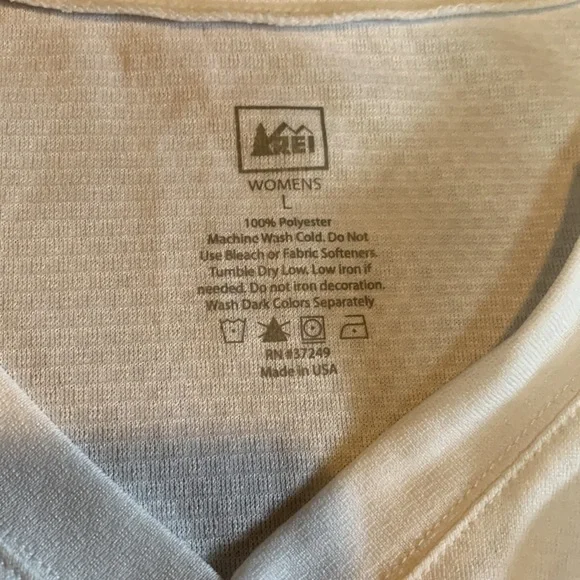 REI
WOMENS
L
100% Polyester
Machine Wash Cold. Do Not
Use Bleach or Fabric Softeners.
Tumble Dry Low. Low iron if
needed. Do not iron decoration.
Wash Dark Colors Separately
RN #37249
Made in USA